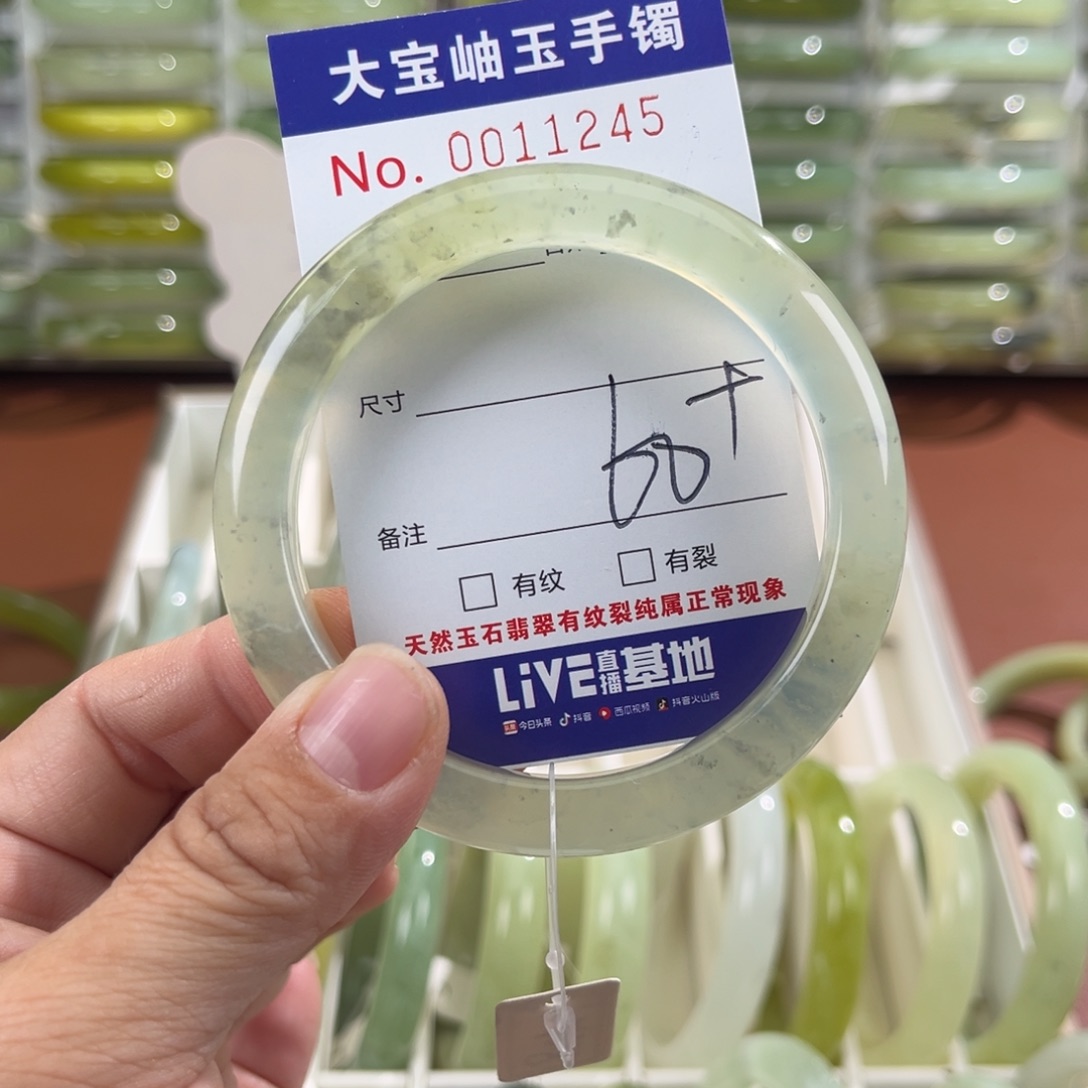 大宝岫玉手镯
No. 0011245
尺寸
60+
备注
有纹 有裂
天然玉石翡翠有纹裂纯属正常现象
LiVE直播基地
今日头条 抖音 西瓜视频 抖音火山版